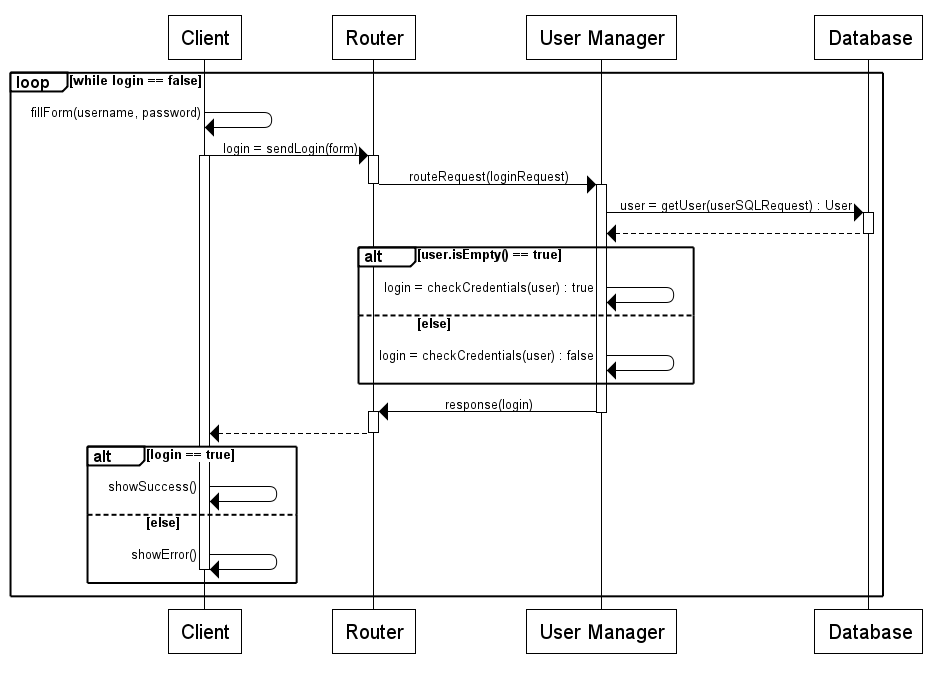 Client
Router
User Manager
Database
loop
[while login == false]
fillForm(username, password)
login = sendLogin(form)
routeRequest(loginRequest)
user = getUser(userSQLRequest) : User
alt
[user.isEmpty() == true]
login = checkCredentials(user) : true
[else]
login = checkCredentials(user) : false
response(login)
alt
[login == true]
showSuccess()
[else]
showError()
Client
Router
User Manager
Database